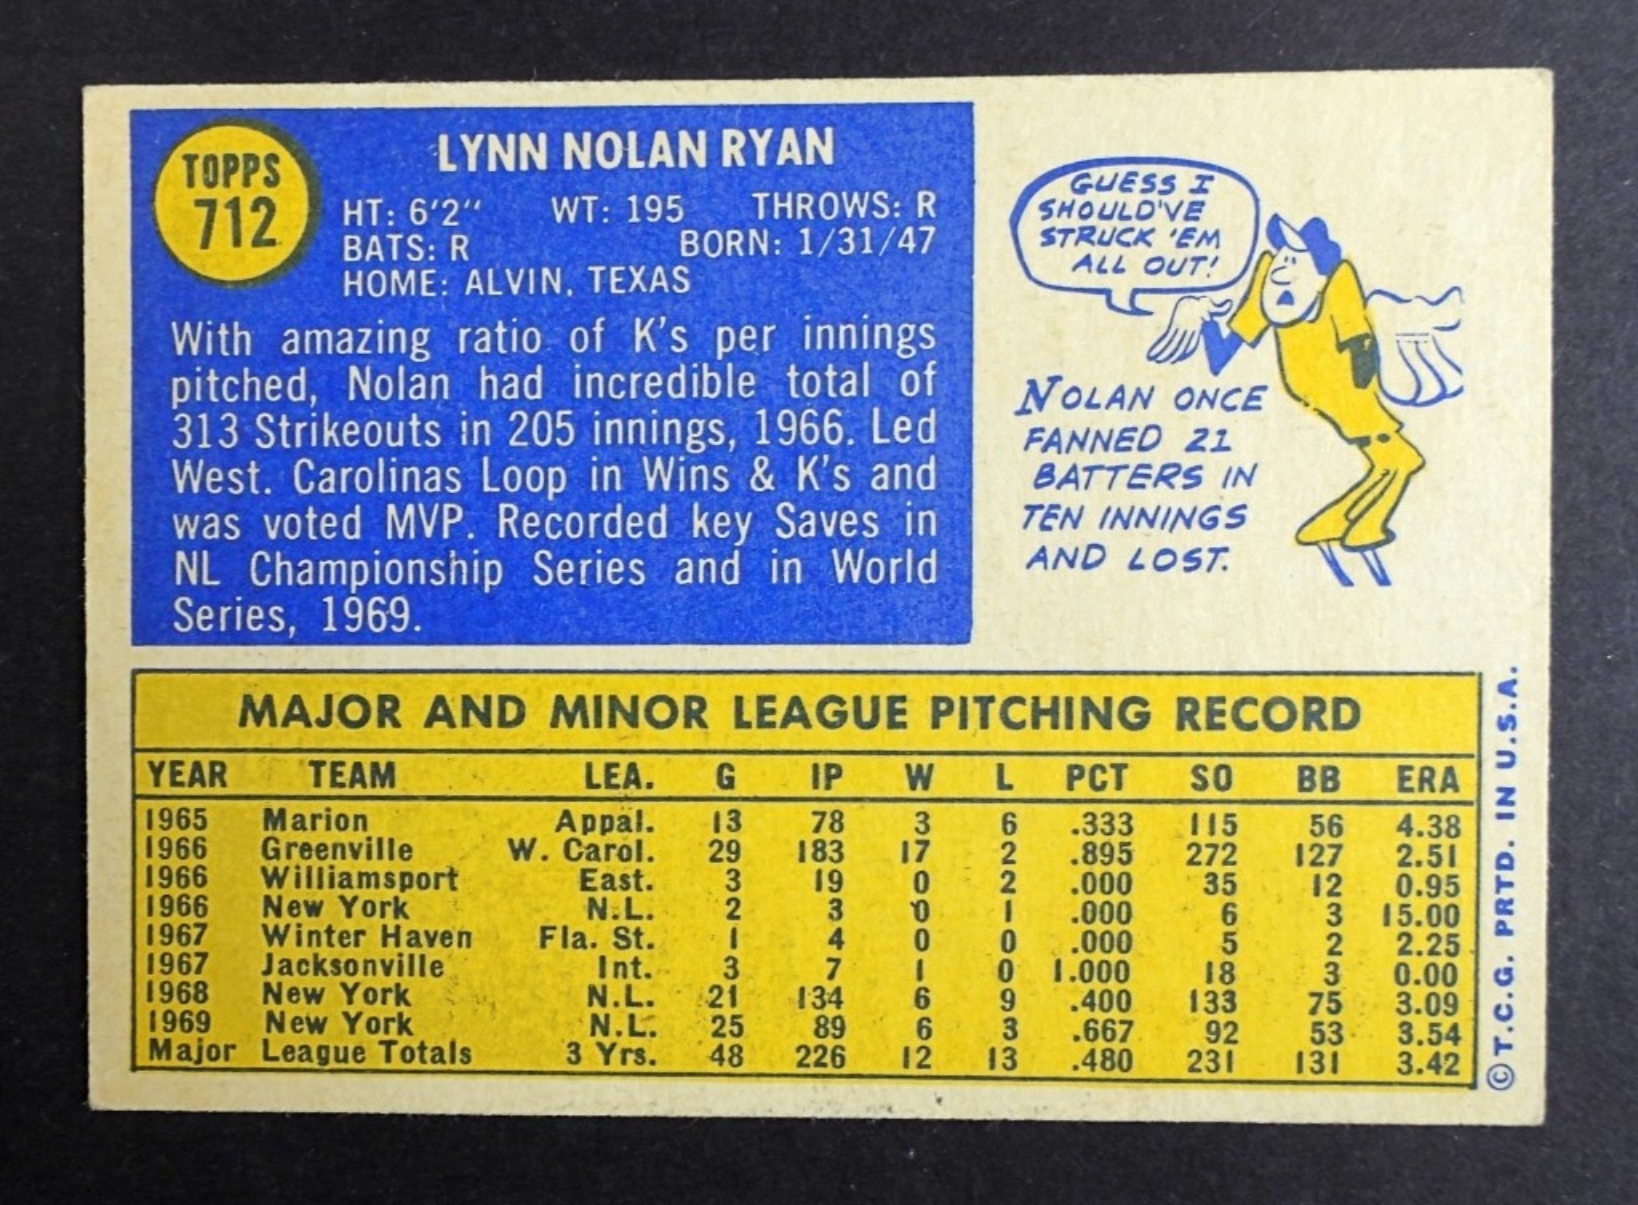 TOPPS
712
LYNN NOLAN RYAN
HT: 6'2" WT: 195 THROWS: R
BATS: R BORN: 1/31/47
HOME: ALVIN, TEXAS
With amazing ratio of K's per innings
pitched, Nolan had incredible total of
313 Strikeouts in 205 innings, 1966. Led
West. Carolinas Loop in Wins & K's and
was voted MVP. Recorded key Saves in
NL Championship Series and in World
Series, 1969.
GUESS I
SHOULD'VE
STRUCK 'EM
ALL OUT!
NOLAN ONCE
FANNED 21
BATTERS IN
TEN INNINGS
AND LOST.
MAJOR AND MINOR LEAGUE PITCHING RECORD
YEAR TEAM LEA. G IP W L PCT SO BB ERA
1965 Marion Appal. 13 78 3 6 .333 115 56 4.38
1966 Greenville W. Carol. 29 183 17 2 .895 272 127 2.51
1966 Williamsport East. 3 19 0 2 .000 35 12 0.95
1966 New York N.L. 2 3 0 1 .000 6 3 15.00
1967 Winter Haven Fla. St. 1 4 0 0 .000 5 2 2.25
1967 Jacksonville Int. 3 7 1 0 1.000 18 3 0.00
1968 New York N.L. 21 134 6 9 .400 133 75 3.09
1969 New York N.L. 25 89 6 3 .667 92 53 3.54
Major League Totals 3 Yrs. 48 226 12 13 .480 231 131 3.42
© T.C.G. PRTD. IN U.S.A.